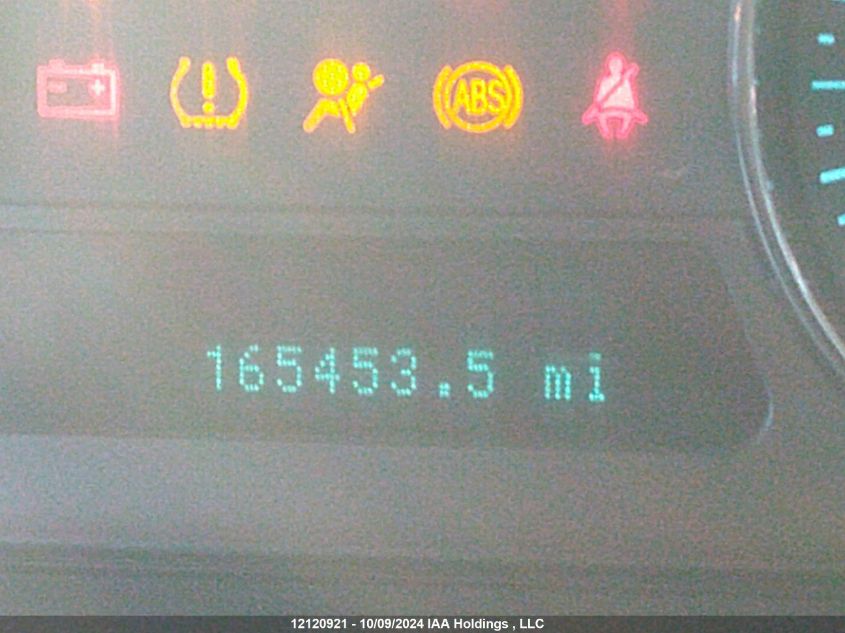 ABS
165453.5 mi
12120921 - 10/09/2024 IAA Holdings , LLC